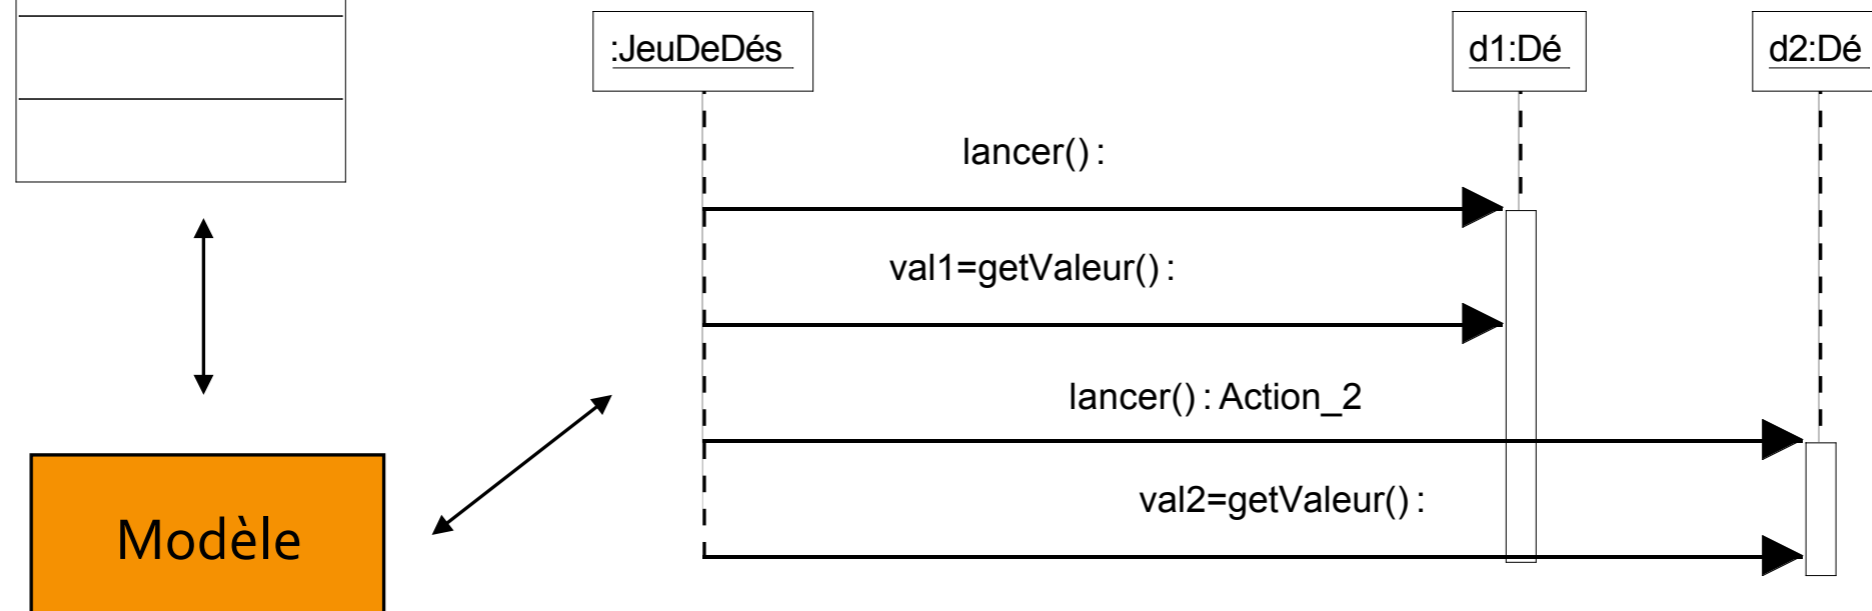 :JeuDeDés
d1:Dé
d2:Dé
lancer() :
val1=getValeur() :
lancer() : Action_2
val2=getValeur() :
Modèle